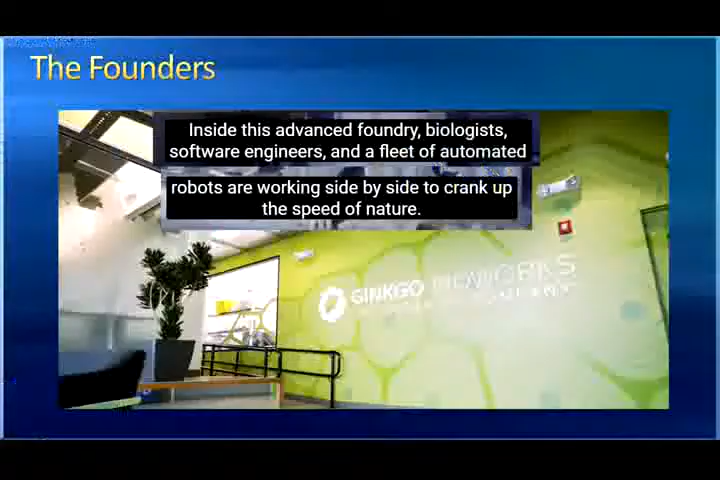 The Founders
Inside this advanced foundry, biologists,
software engineers, and a fleet of automated
robots are working side by side to crank up
the speed of nature.
GINKGO BIOWORKS